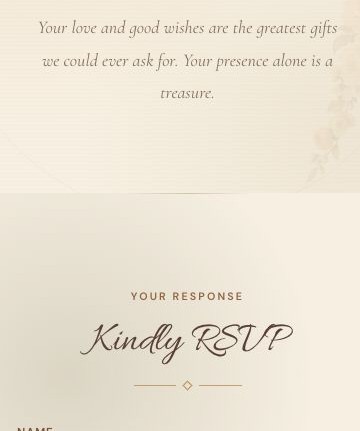 Your love and good wishes are the greatest gifts
we could ever ask for. Your presence alone is a
treasure.
YOUR RESPONSE
Kindly RSVP
NAME